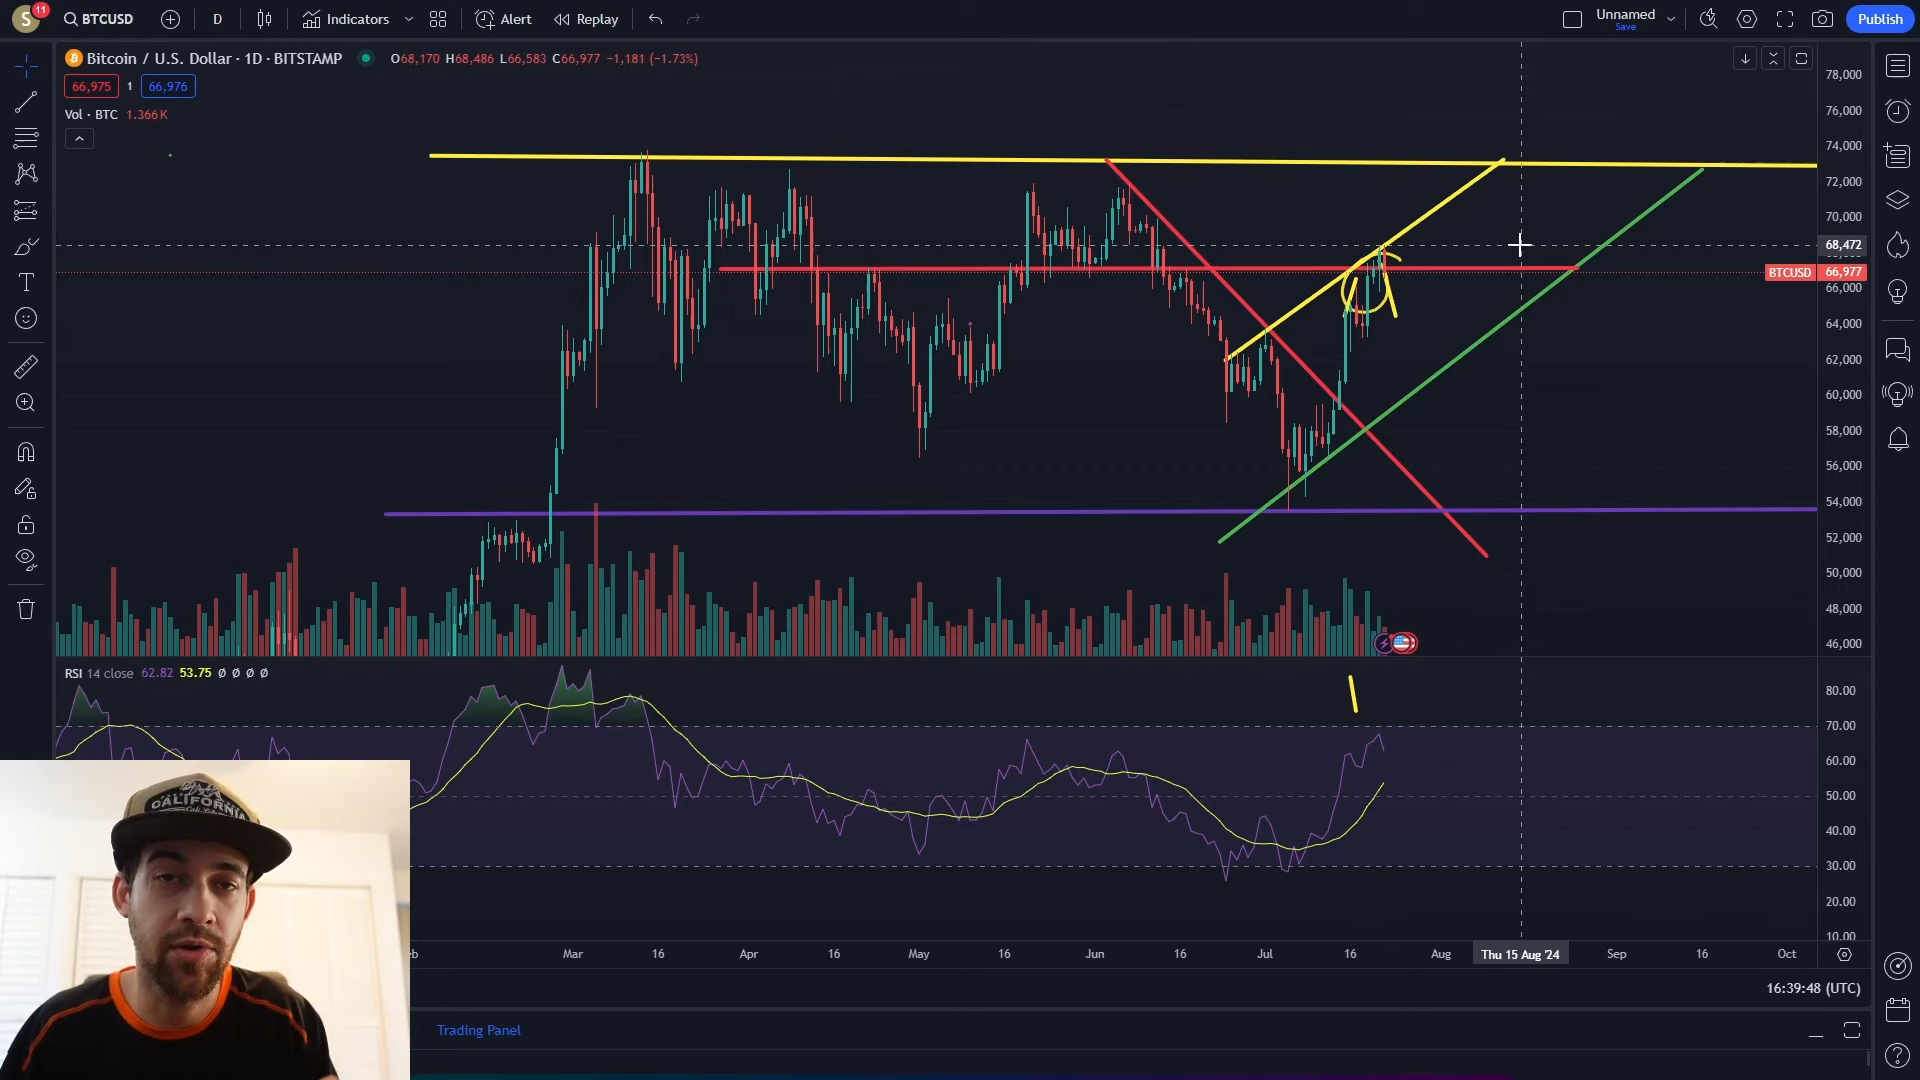 S 11 BTCUSD D Indicators Alert Replay Unnamed Save Publish
Bitcoin / U.S. Dollar · 1D · BITSTAMP O68,170 H68,486 L66,583 C66,977 −1,181 (−1.73%)
66,975 1 66,976
Vol · BTC 1.366K
78,000
76,000
74,000
72,000
70,000
68,472
BTCUSD 66,977
66,000
64,000
62,000
60,000
58,000
56,000
54,000
52,000
50,000
48,000
46,000
RSI 14 close 62.82 53.75 Ø Ø Ø Ø
80.00
70.00
60.00
50.00
40.00
30.00
20.00
10.00
CALIFORNIA
eb Mar 16 Apr 16 May 16 Jun 16 Jul 16 Aug Thu 15 Aug '24 Sep 16 Oct
16:39:48 (UTC)
Trading Panel